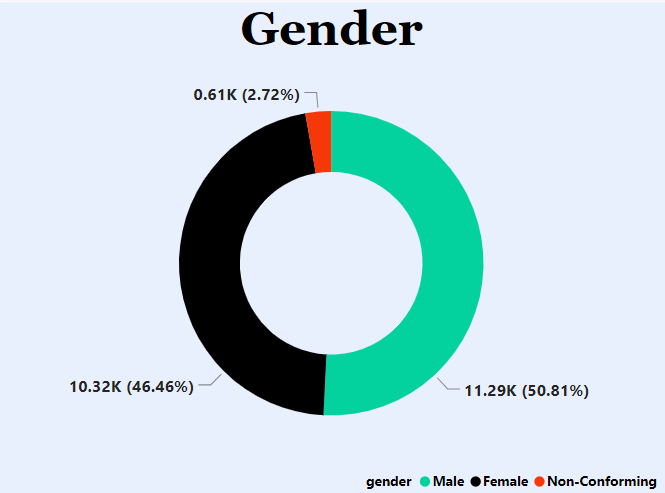 Gender
0.61K (2.72%)
10.32K (46.46%)
11.29K (50.81%)
gender Male Female Non-Conforming